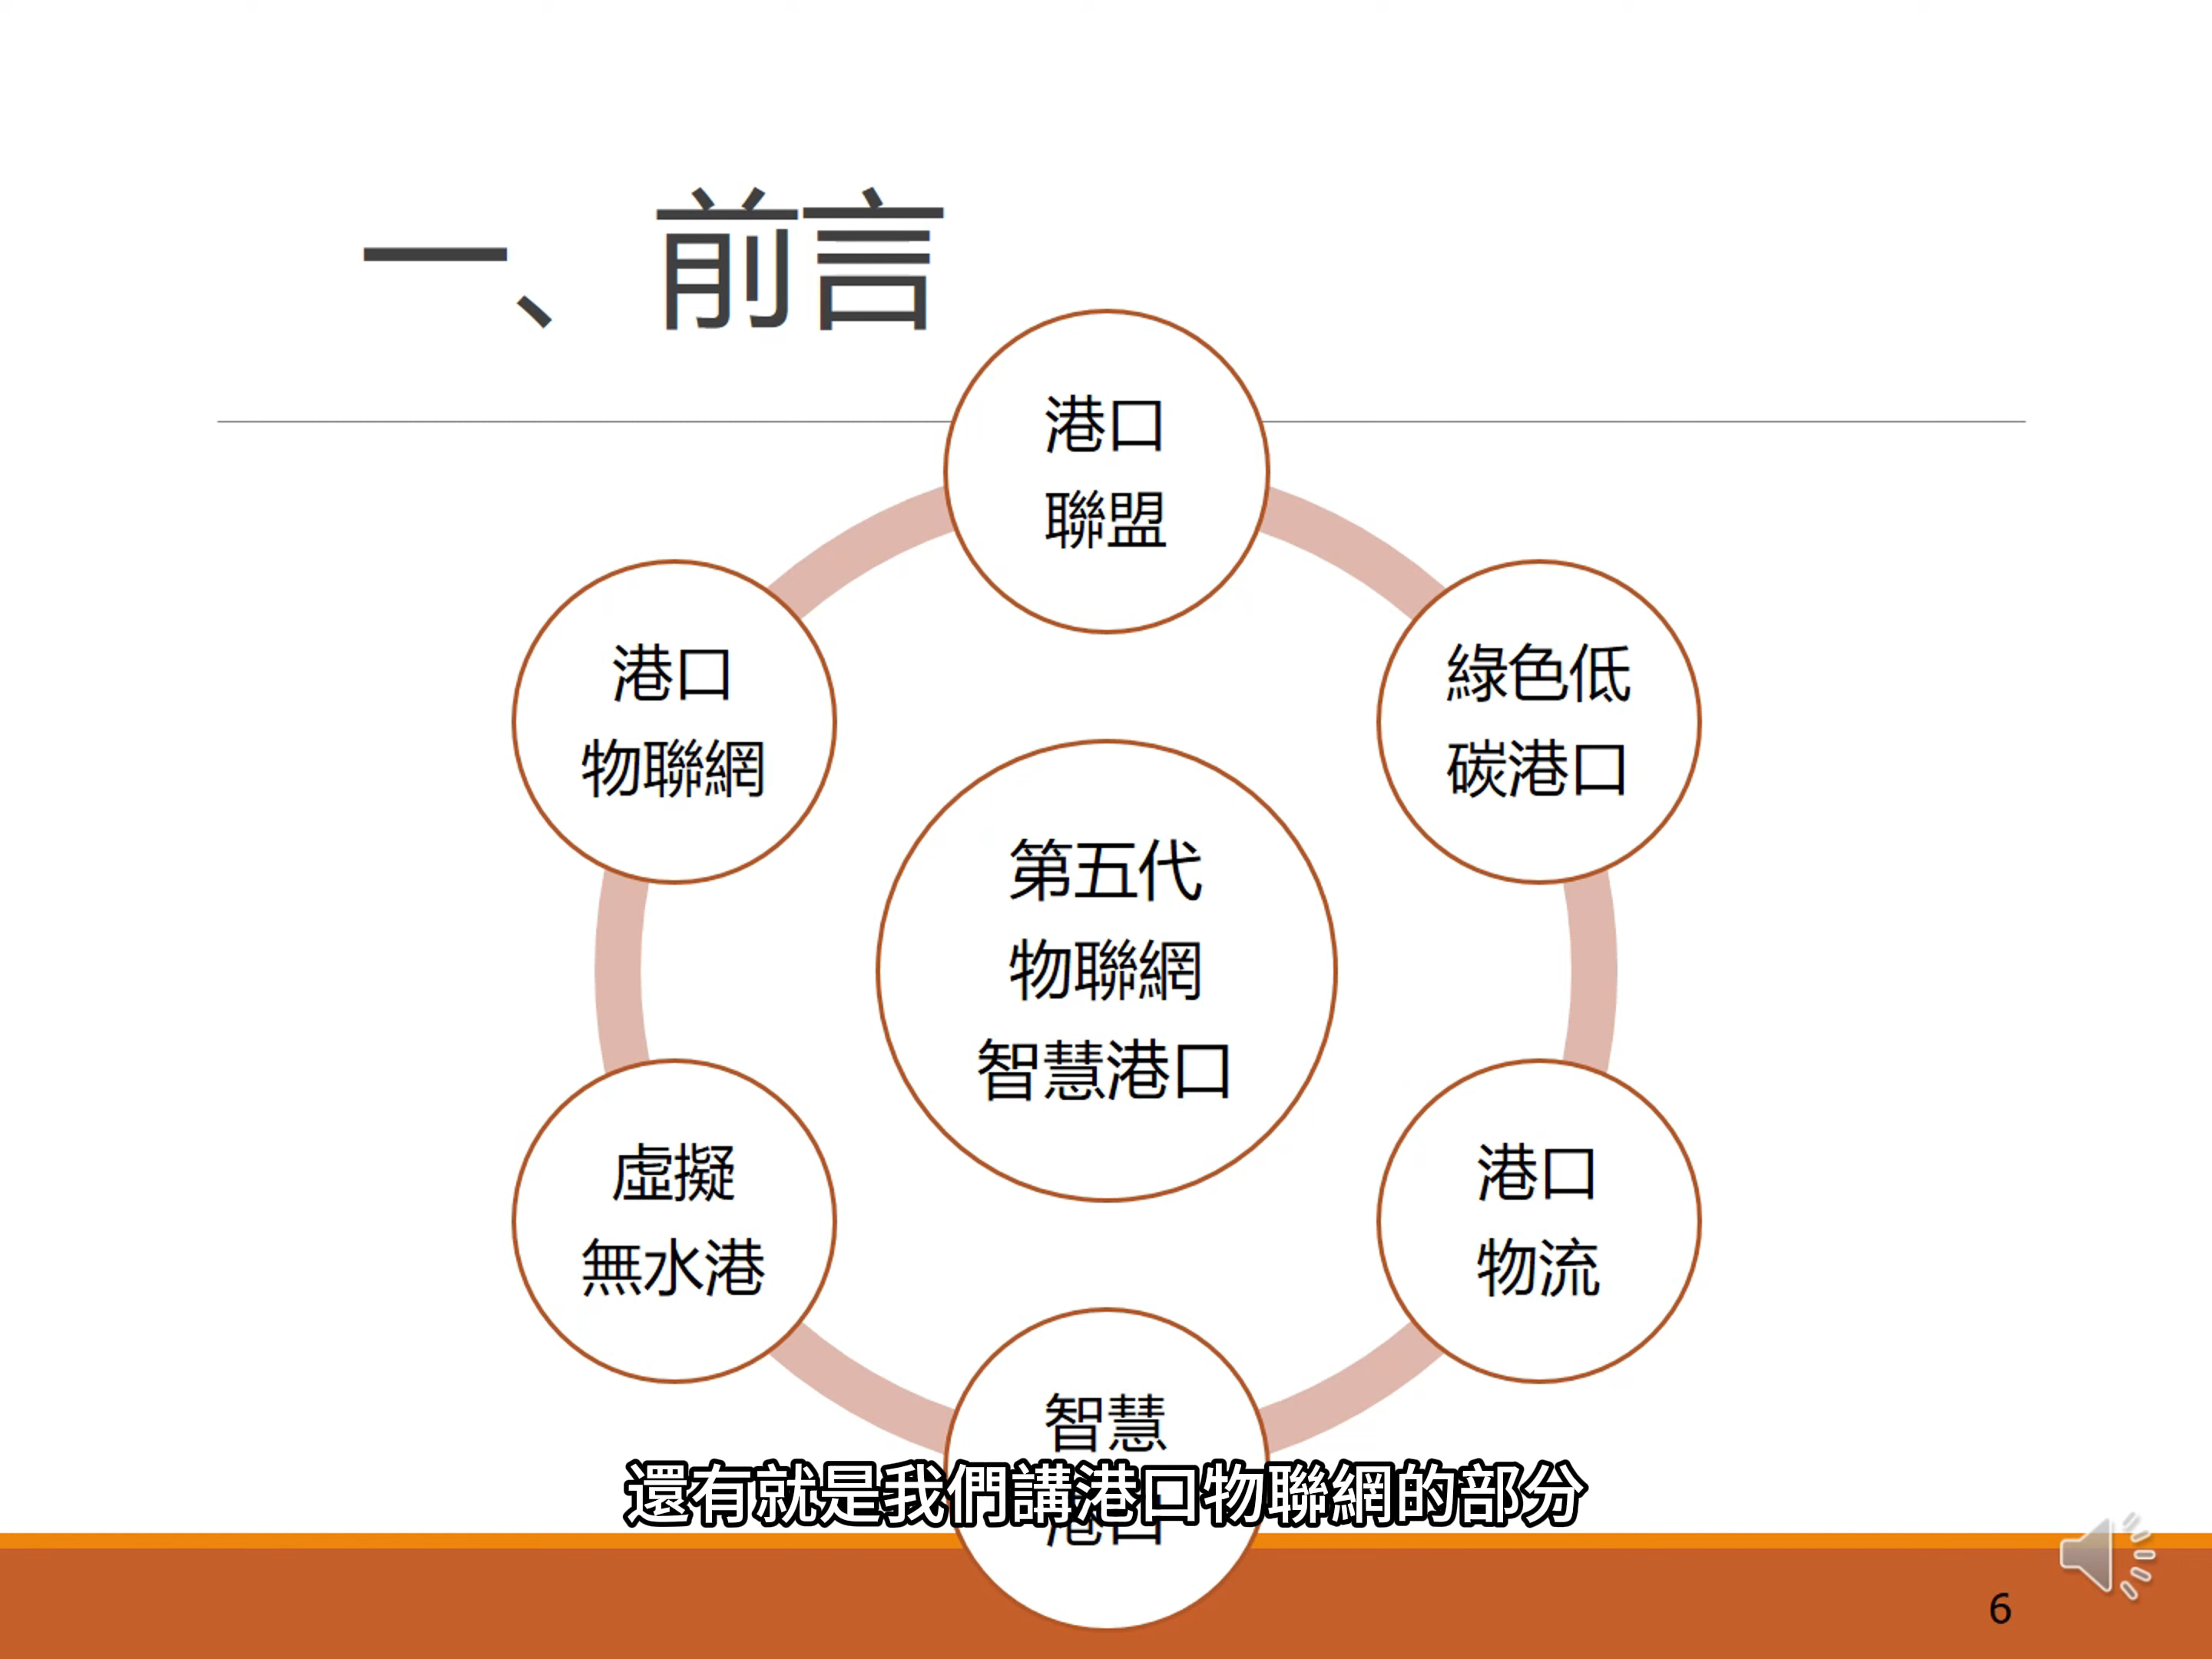 一、前言
港口
聯盟
港口
物聯網
綠色低
碳港口
第五代
物聯網
智慧港口
虛擬
無水港
港口
物流
智慧
港口
還有就是我們講港口物聯網的部分
6